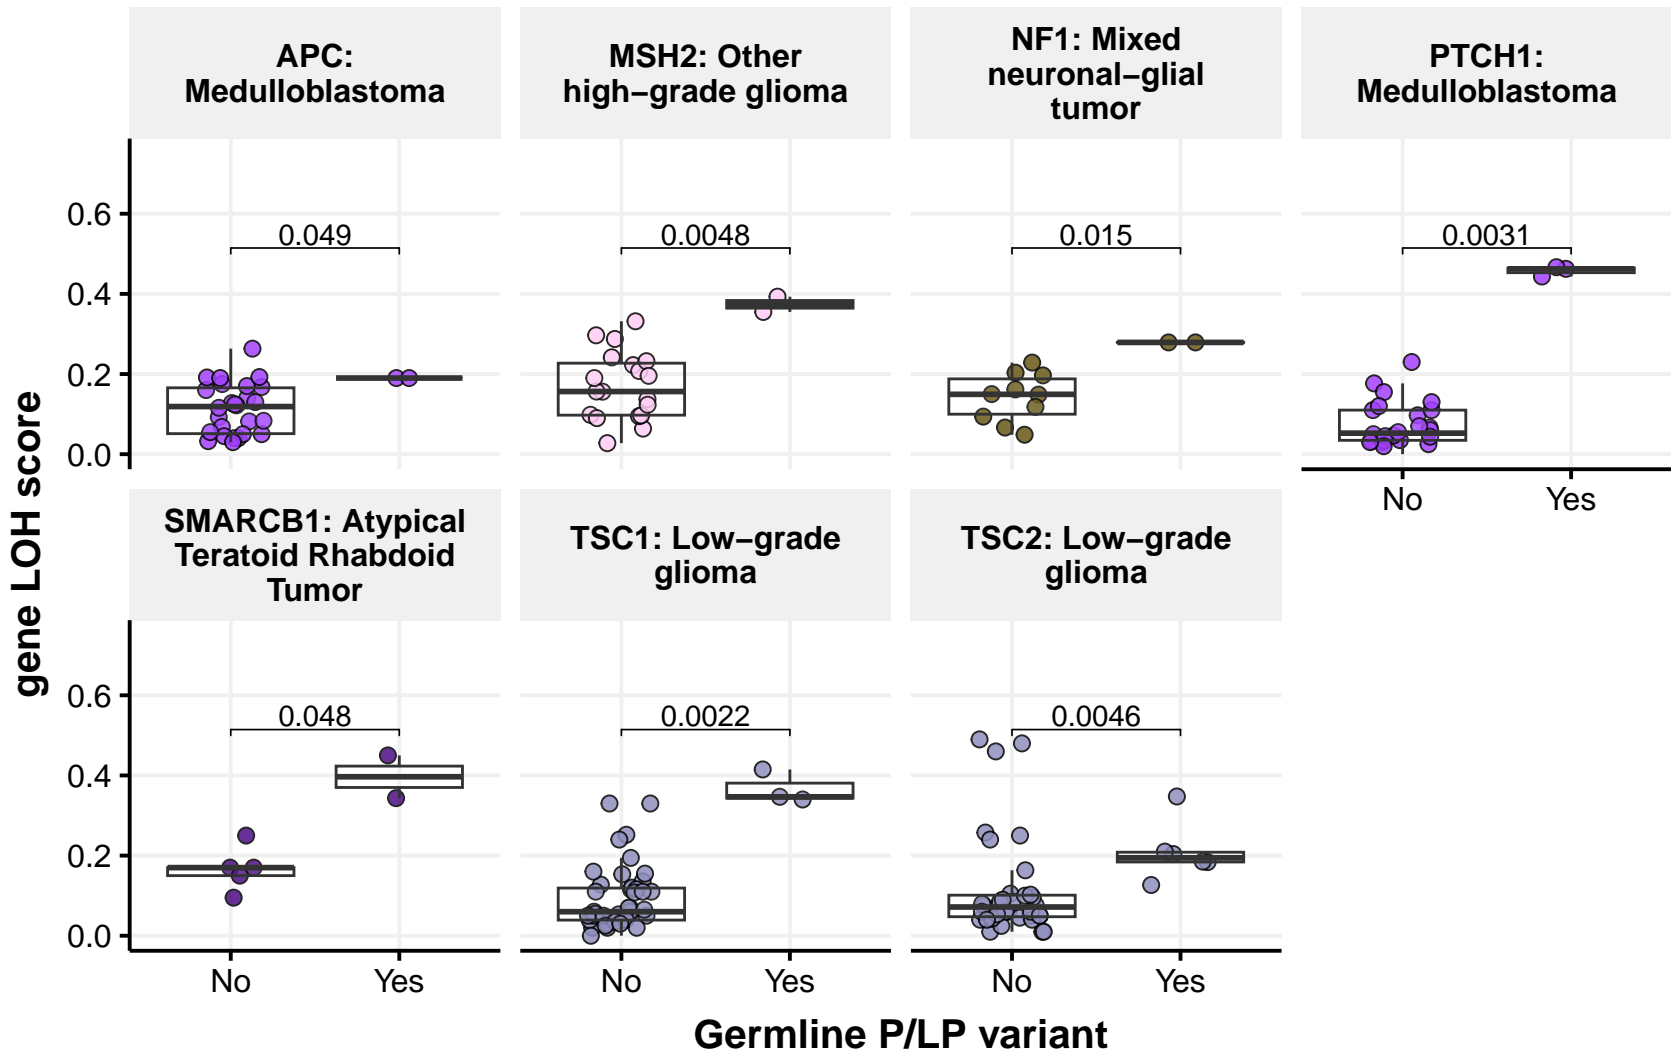 APC:
Medulloblastoma
MSH2: Other
high−grade glioma
NF1: Mixed
neuronal−glial
tumor
PTCH1:
Medulloblastoma
0.6
0.4
0.2
0.0
0.049
0.0048
0.015
0.0031
No
Yes
SMARCB1: Atypical
Teratoid Rhabdoid
Tumor
TSC1: Low−grade
glioma
TSC2: Low−grade
glioma
0.6
0.4
0.2
0.0
0.048
0.0022
0.0046
No
Yes
No
Yes
No
Yes
gene LOH score
Germline P/LP variant